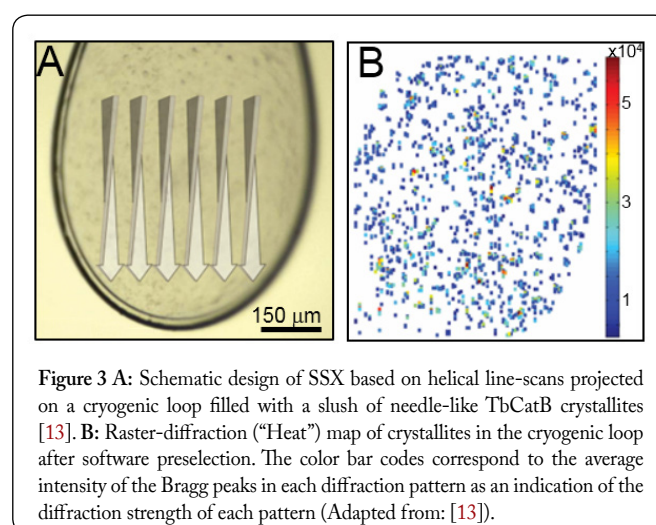 A
B
x10⁴
5
3
1
150 μm
Figure 3 A: Schematic design of SSX based on helical line-scans projected
on a cryogenic loop filled with a slush of needle-like TbCatB crystallites
[13]. B: Raster-diffraction (“Heat”) map of crystallites in the cryogenic loop
after software preselection. The color bar codes correspond to the average
intensity of the Bragg peaks in each diffraction pattern as an indication of the
diffraction strength of each pattern (Adapted from: [13]).